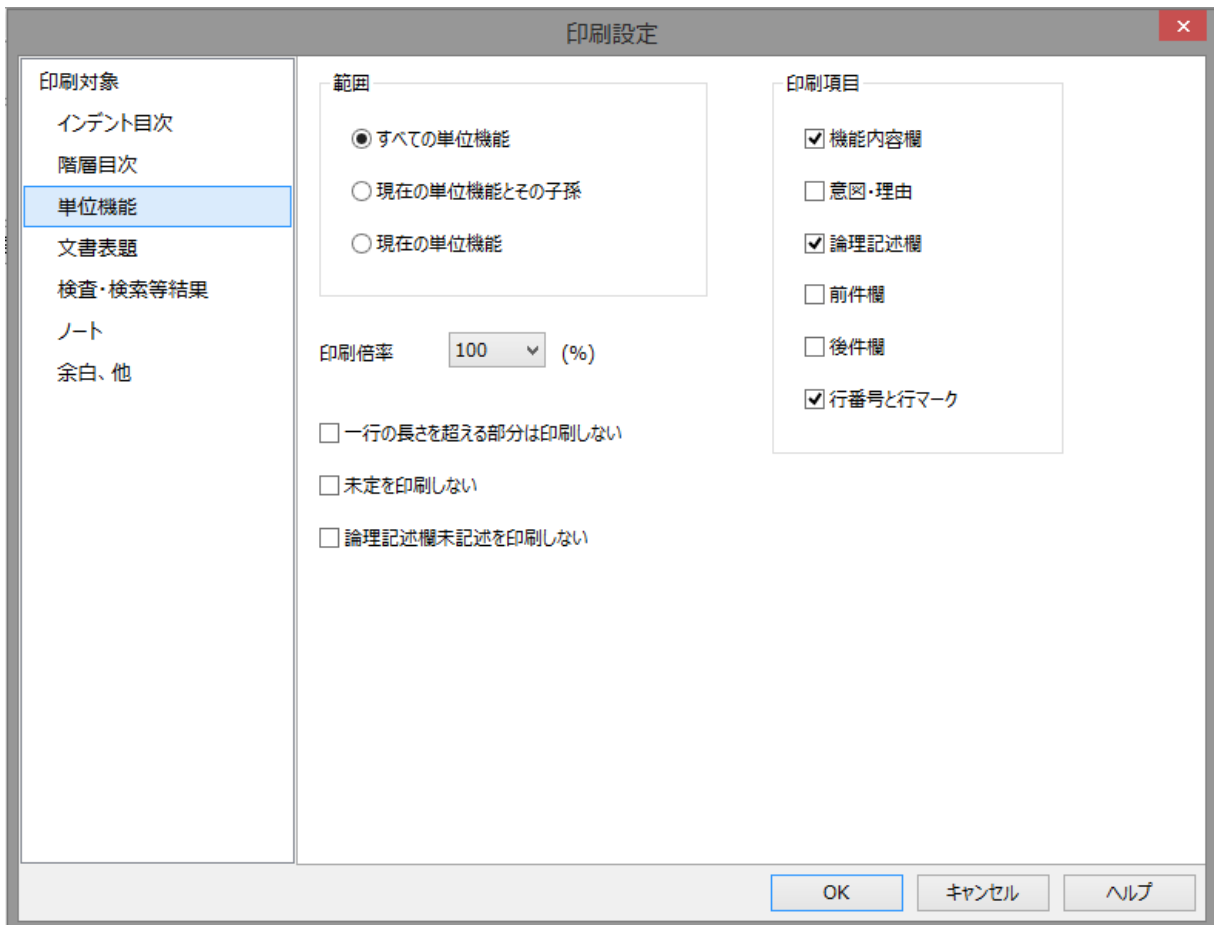 印刷設定
印刷対象
インデント目次
階層目次
単位機能
文書表題
検査・検索等結果
ノート
余白、他
範囲
すべての単位機能
現在の単位機能とその子孫
現在の単位機能
印刷倍率 100 (%)
一行の長さを超える部分は印刷しない
未定を印刷しない
論理記述欄未記述を印刷しない
印刷項目
機能内容欄
意図・理由
論理記述欄
前件欄
後件欄
行番号と行マーク
OK キャンセル ヘルプ